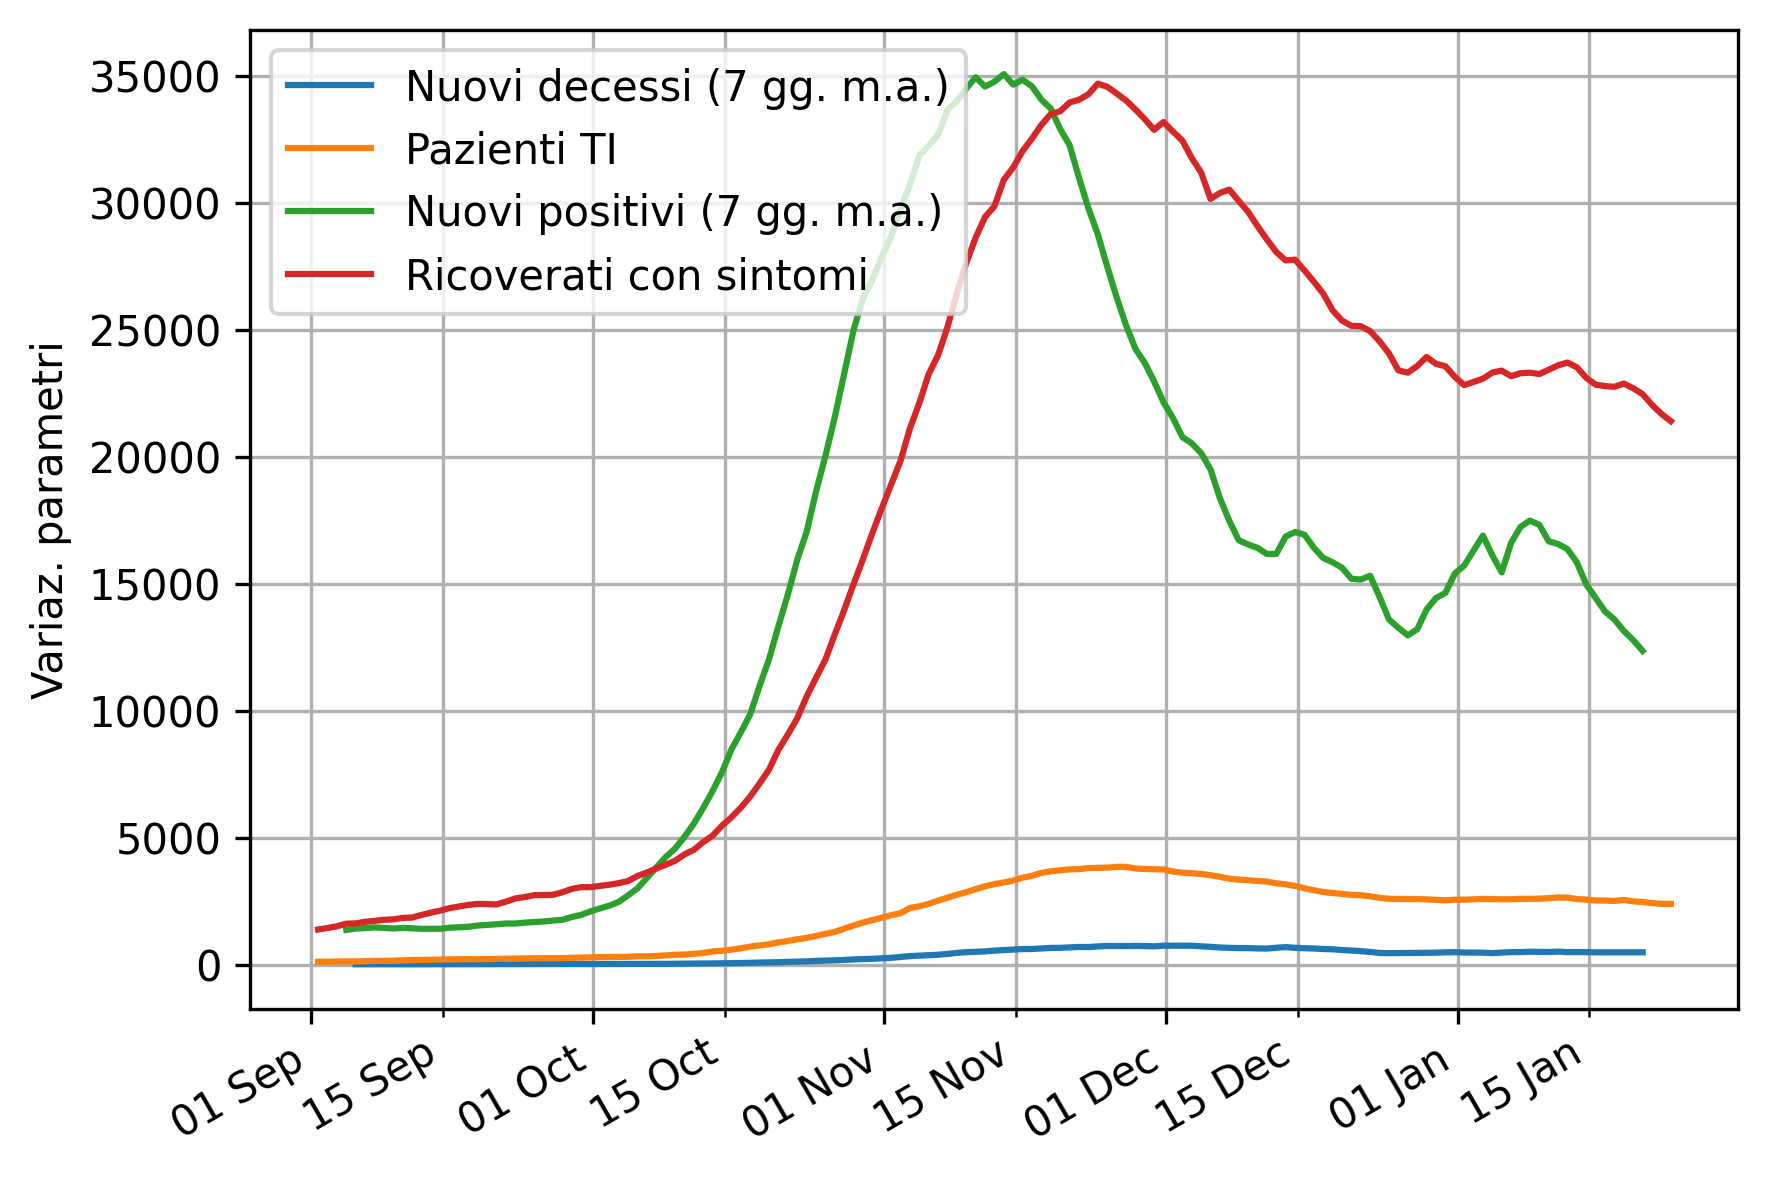 Nuovi decessi (7 gg. m.a.)
Pazienti TI
Nuovi positivi (7 gg. m.a.)
Ricoverati con sintomi
Variaz. parametri
35000
30000
25000
20000
15000
10000
5000
0
01 Sep
15 Sep
01 Oct
15 Oct
01 Nov
15 Nov
01 Dec
15 Dec
01 Jan
15 Jan